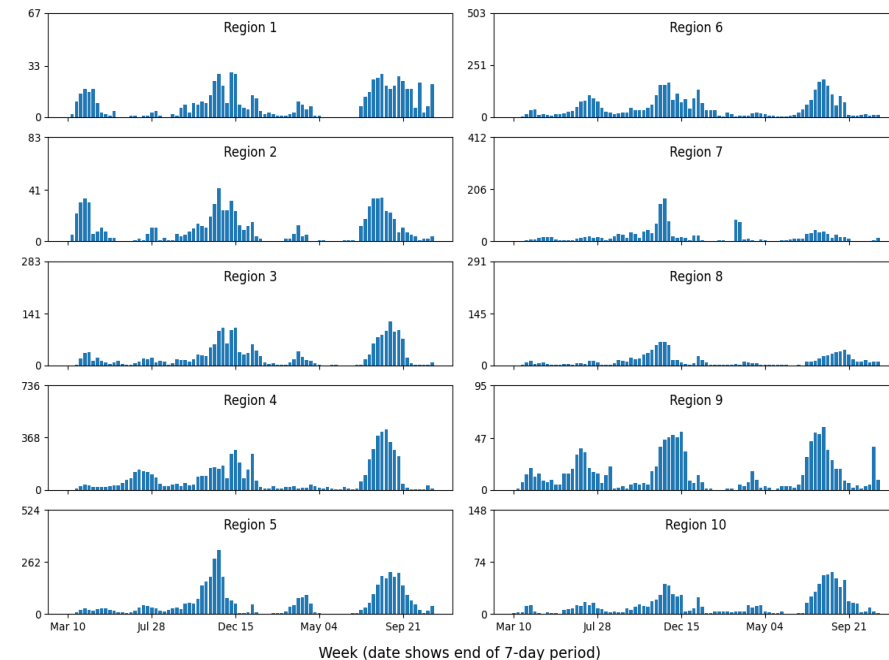 67
33
0
Region 1
503
251
0
Region 6
83
41
0
Region 2
412
206
0
Region 7
283
141
0
Region 3
291
145
0
Region 8
736
368
0
Region 4
95
47
0
Region 9
524
262
0
Region 5
148
74
0
Region 10
Mar 10 Jul 28 Dec 15 May 04 Sep 21
Mar 10 Jul 28 Dec 15 May 04 Sep 21
Week (date shows end of 7-day period)